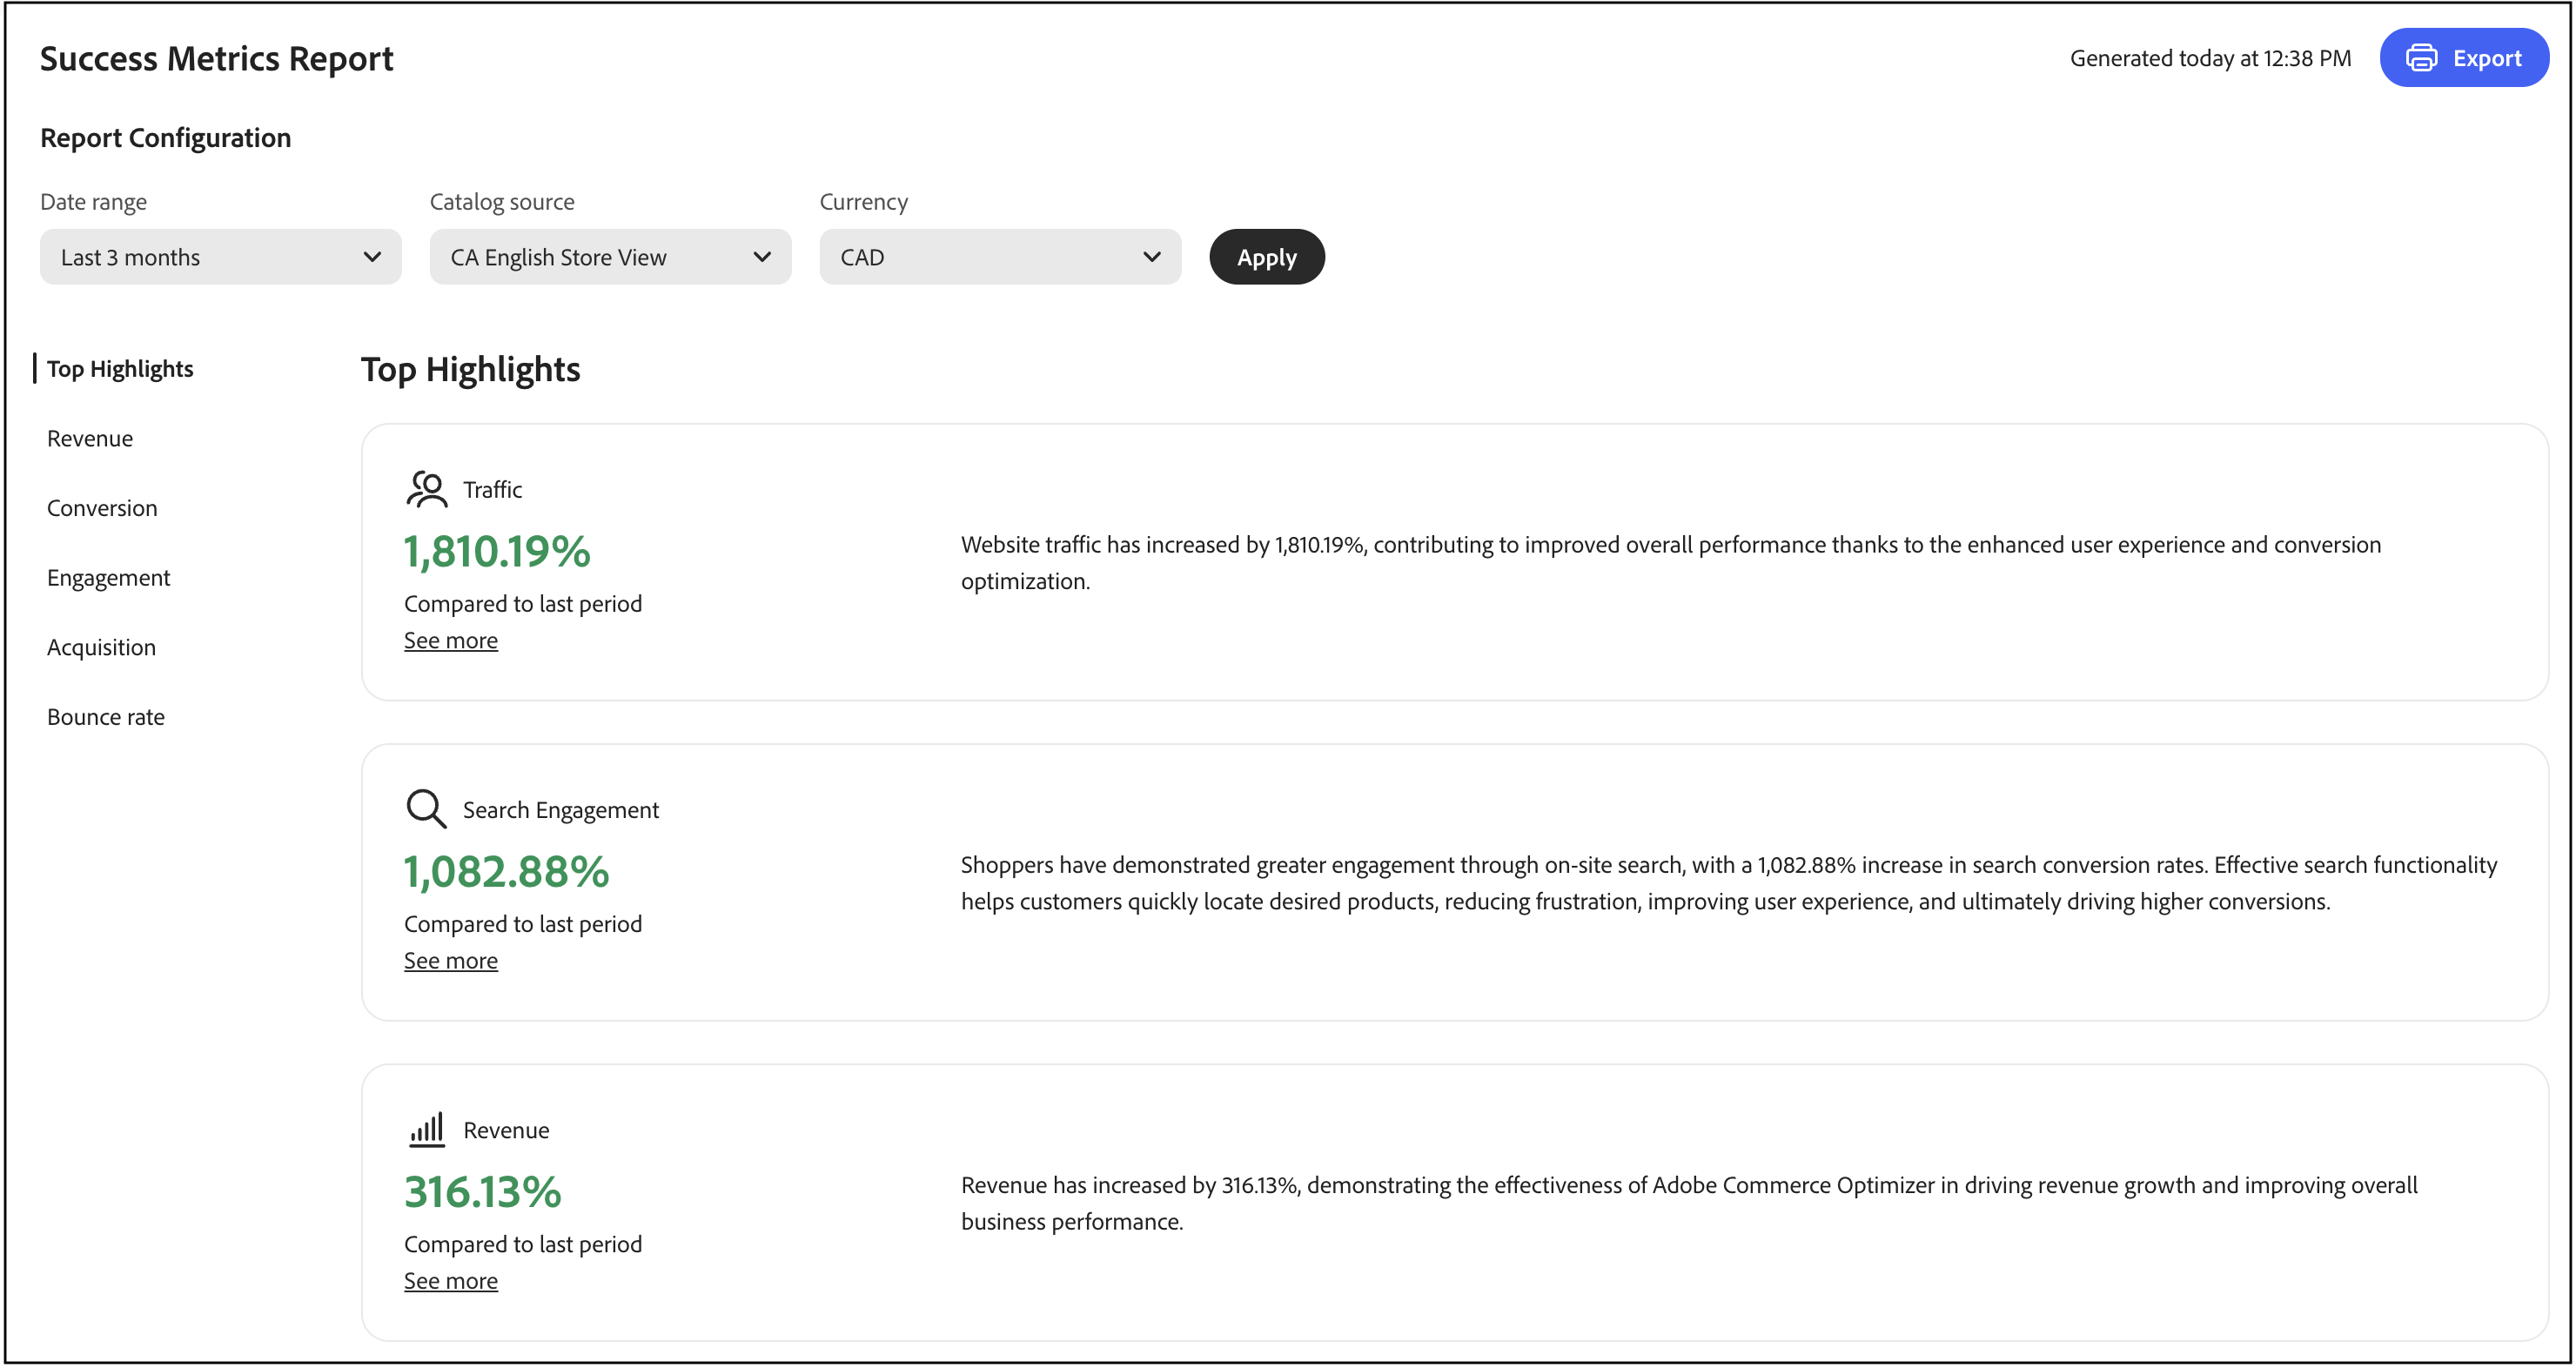 Success Metrics Report
Generated today at 12:38 PM
Export
Report Configuration
Date range
Catalog source
Currency
Last 3 months
CA English Store View
CAD
Apply
Top Highlights
Revenue
Conversion
Engagement
Acquisition
Bounce rate
Top Highlights
Traffic
1,810.19%
Compared to last period
See more
Website traffic has increased by 1,810.19%, contributing to improved overall performance thanks to the enhanced user experience and conversion
optimization.
Search Engagement
1,082.88%
Compared to last period
See more
Shoppers have demonstrated greater engagement through on-site search, with a 1,082.88% increase in search conversion rates. Effective search functionality
helps customers quickly locate desired products, reducing frustration, improving user experience, and ultimately driving higher conversions.
Revenue
316.13%
Compared to last period
See more
Revenue has increased by 316.13%, demonstrating the effectiveness of Adobe Commerce Optimizer in driving revenue growth and improving overall
business performance.